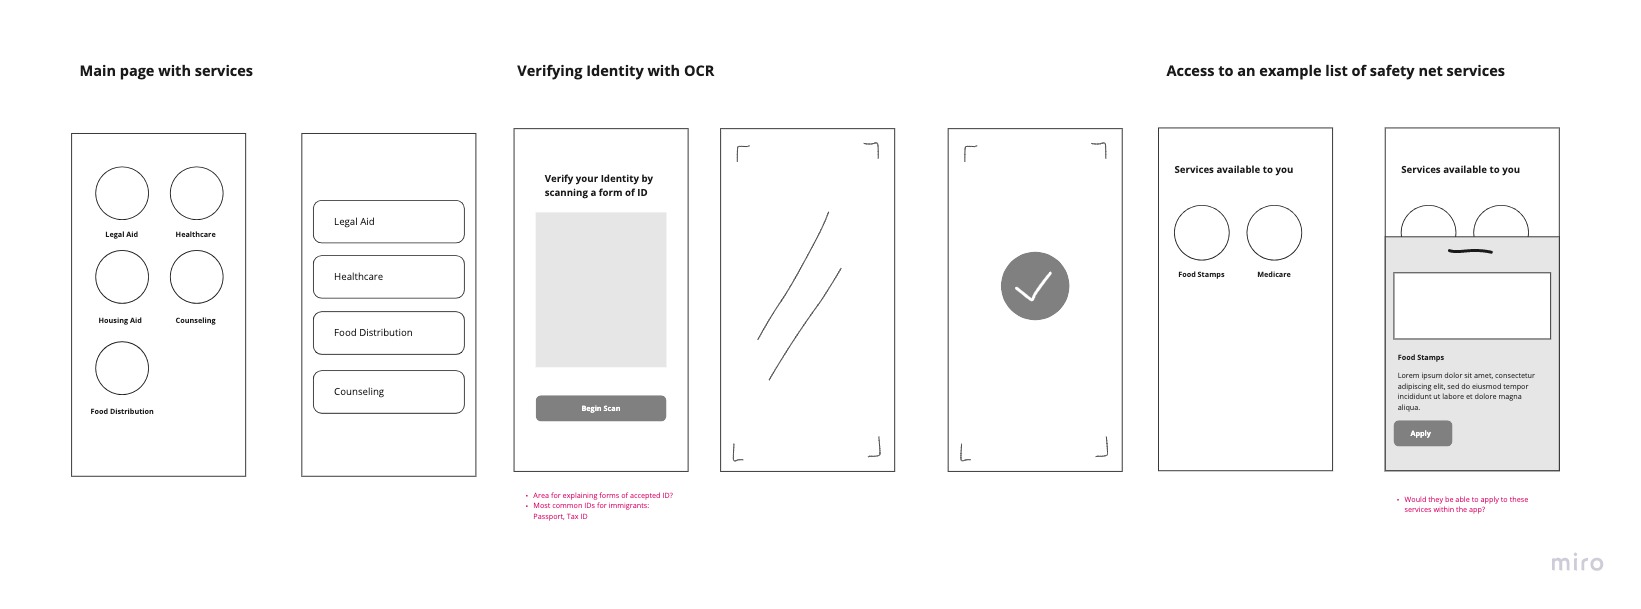 Main page with services
Legal Aid
Healthcare
Housing Aid
Counseling
Food Distribution
Legal Aid
Healthcare
Food Distribution
Counseling
Verifying Identity with OCR
Verify your Identity by
scanning a form of ID
Begin Scan
• Area for explaining forms of accepted ID?
• Most common IDs for immigrants:
Passport, Tax ID
Access to an example list of safety net services
Services available to you
Food Stamps
Medicare
Services available to you
Food Stamps
Lorem ipsum dolor sit amet, consectetur
adipiscing elit, sed do eiusmod tempor
incididunt ut labore et dolore magna
aliqua.
Apply
• Would they be able to apply to these
services within the app?
miro